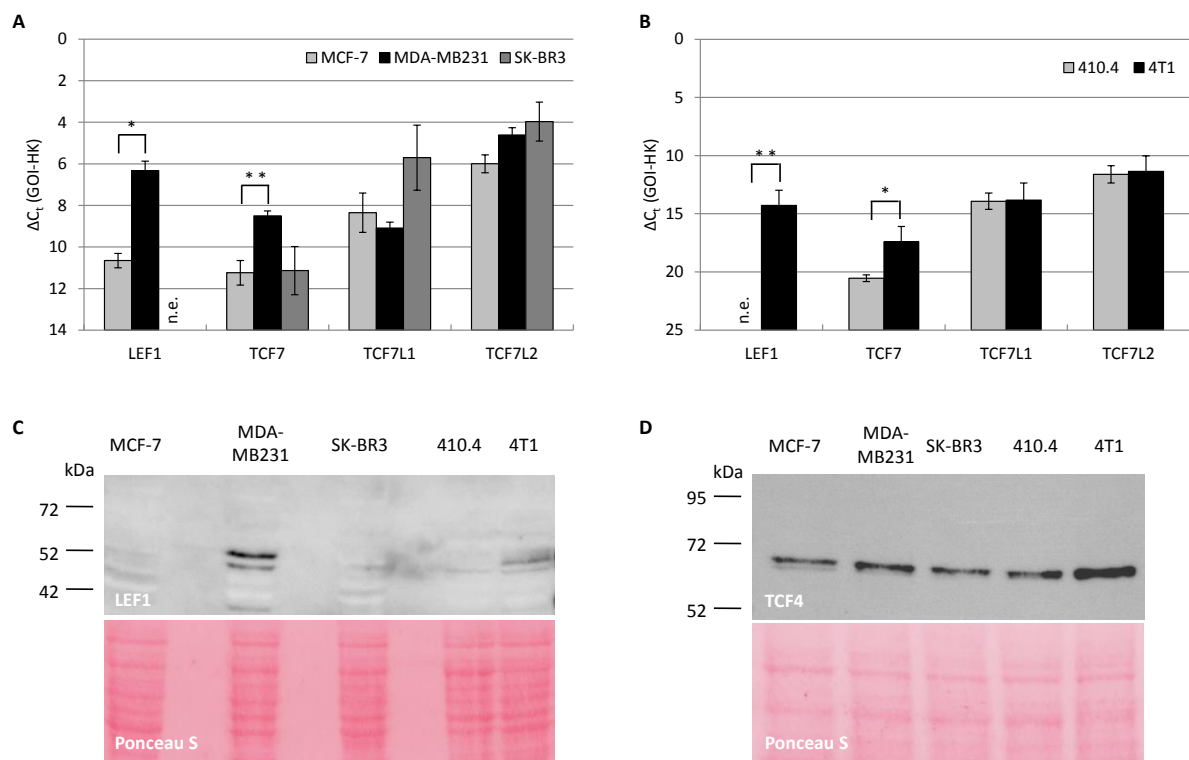 A
0
2
4
6
8
10
12
14
ΔCt (GOI-HK)
MCF-7 MDA-MB231 SK-BR3
*
* *
n.e.
LEF1 TCF7 TCF7L1 TCF7L2
B
0
5
10
15
20
25
ΔCt (GOI-HK)
410.4 4T1
* *
*
n.e.
LEF1 TCF7 TCF7L1 TCF7L2
C
MCF-7 MDA-MB231 SK-BR3 410.4 4T1
kDa
72
52
42
LEF1
Ponceau S
D
MCF-7 MDA-MB231 SK-BR3 410.4 4T1
kDa
95
72
52
TCF4
Ponceau S